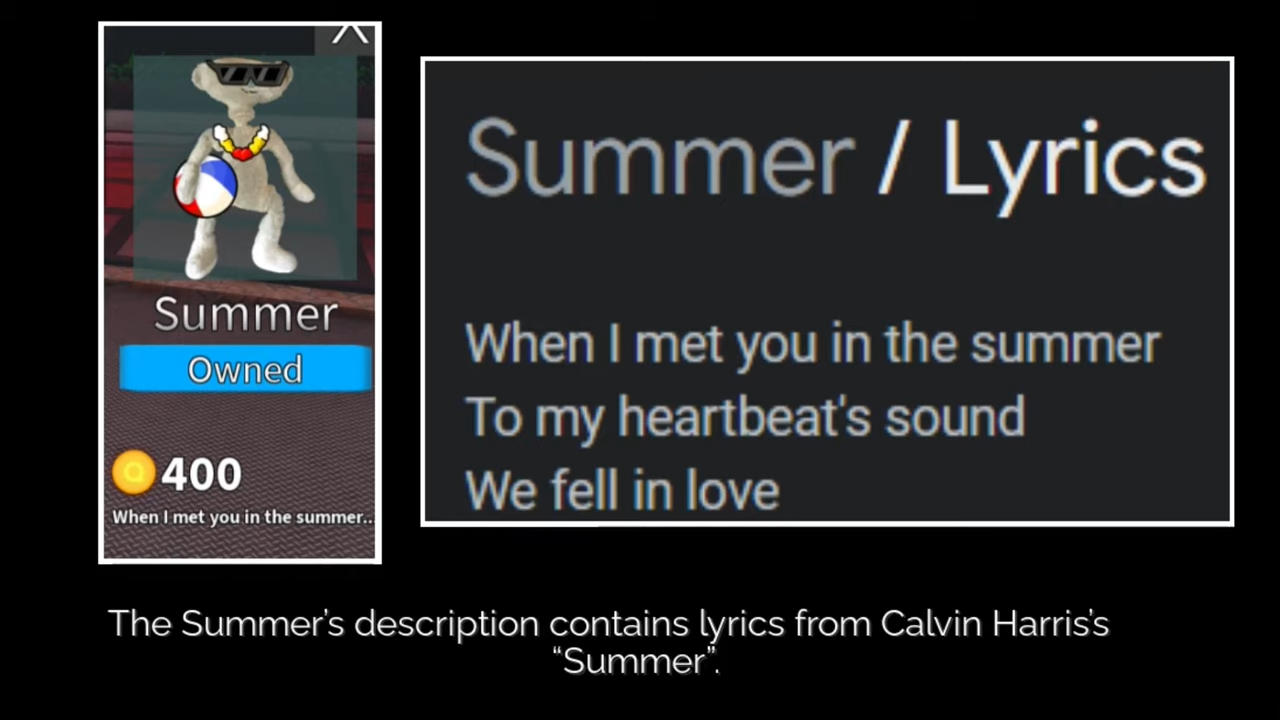 Summer
Owned
400
When I met you in the summer...
Summer / Lyrics
When I met you in the summer
To my heartbeat's sound
We fell in love
The Summer’s description contains lyrics from Calvin Harris’s
“Summer”.